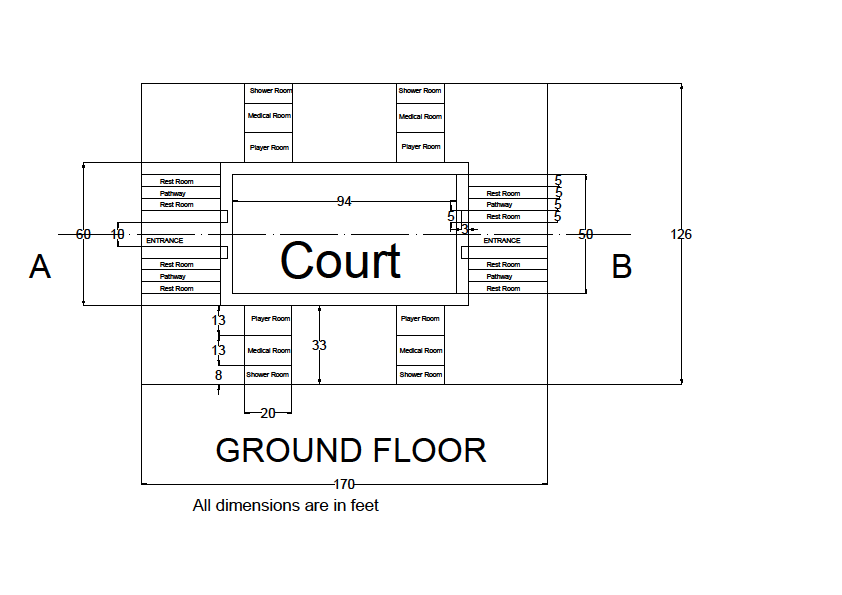 Shower Room
Shower Room
Medical Room
Medical Room
Player Room
Player Room
Rest Room
5
Pathway
Rest Room
5
Rest Room
94
Pathway
5
5
Rest Room
5
3
60
10
50
126
ENTRANCE
ENTRANCE
A
Court
B
Rest Room
Rest Room
Pathway
Pathway
Rest Room
Rest Room
13
Player Room
Player Room
33
13
Medical Room
Medical Room
8
Shower Room
Shower Room
20
GROUND FLOOR
170
All dimensions are in feet